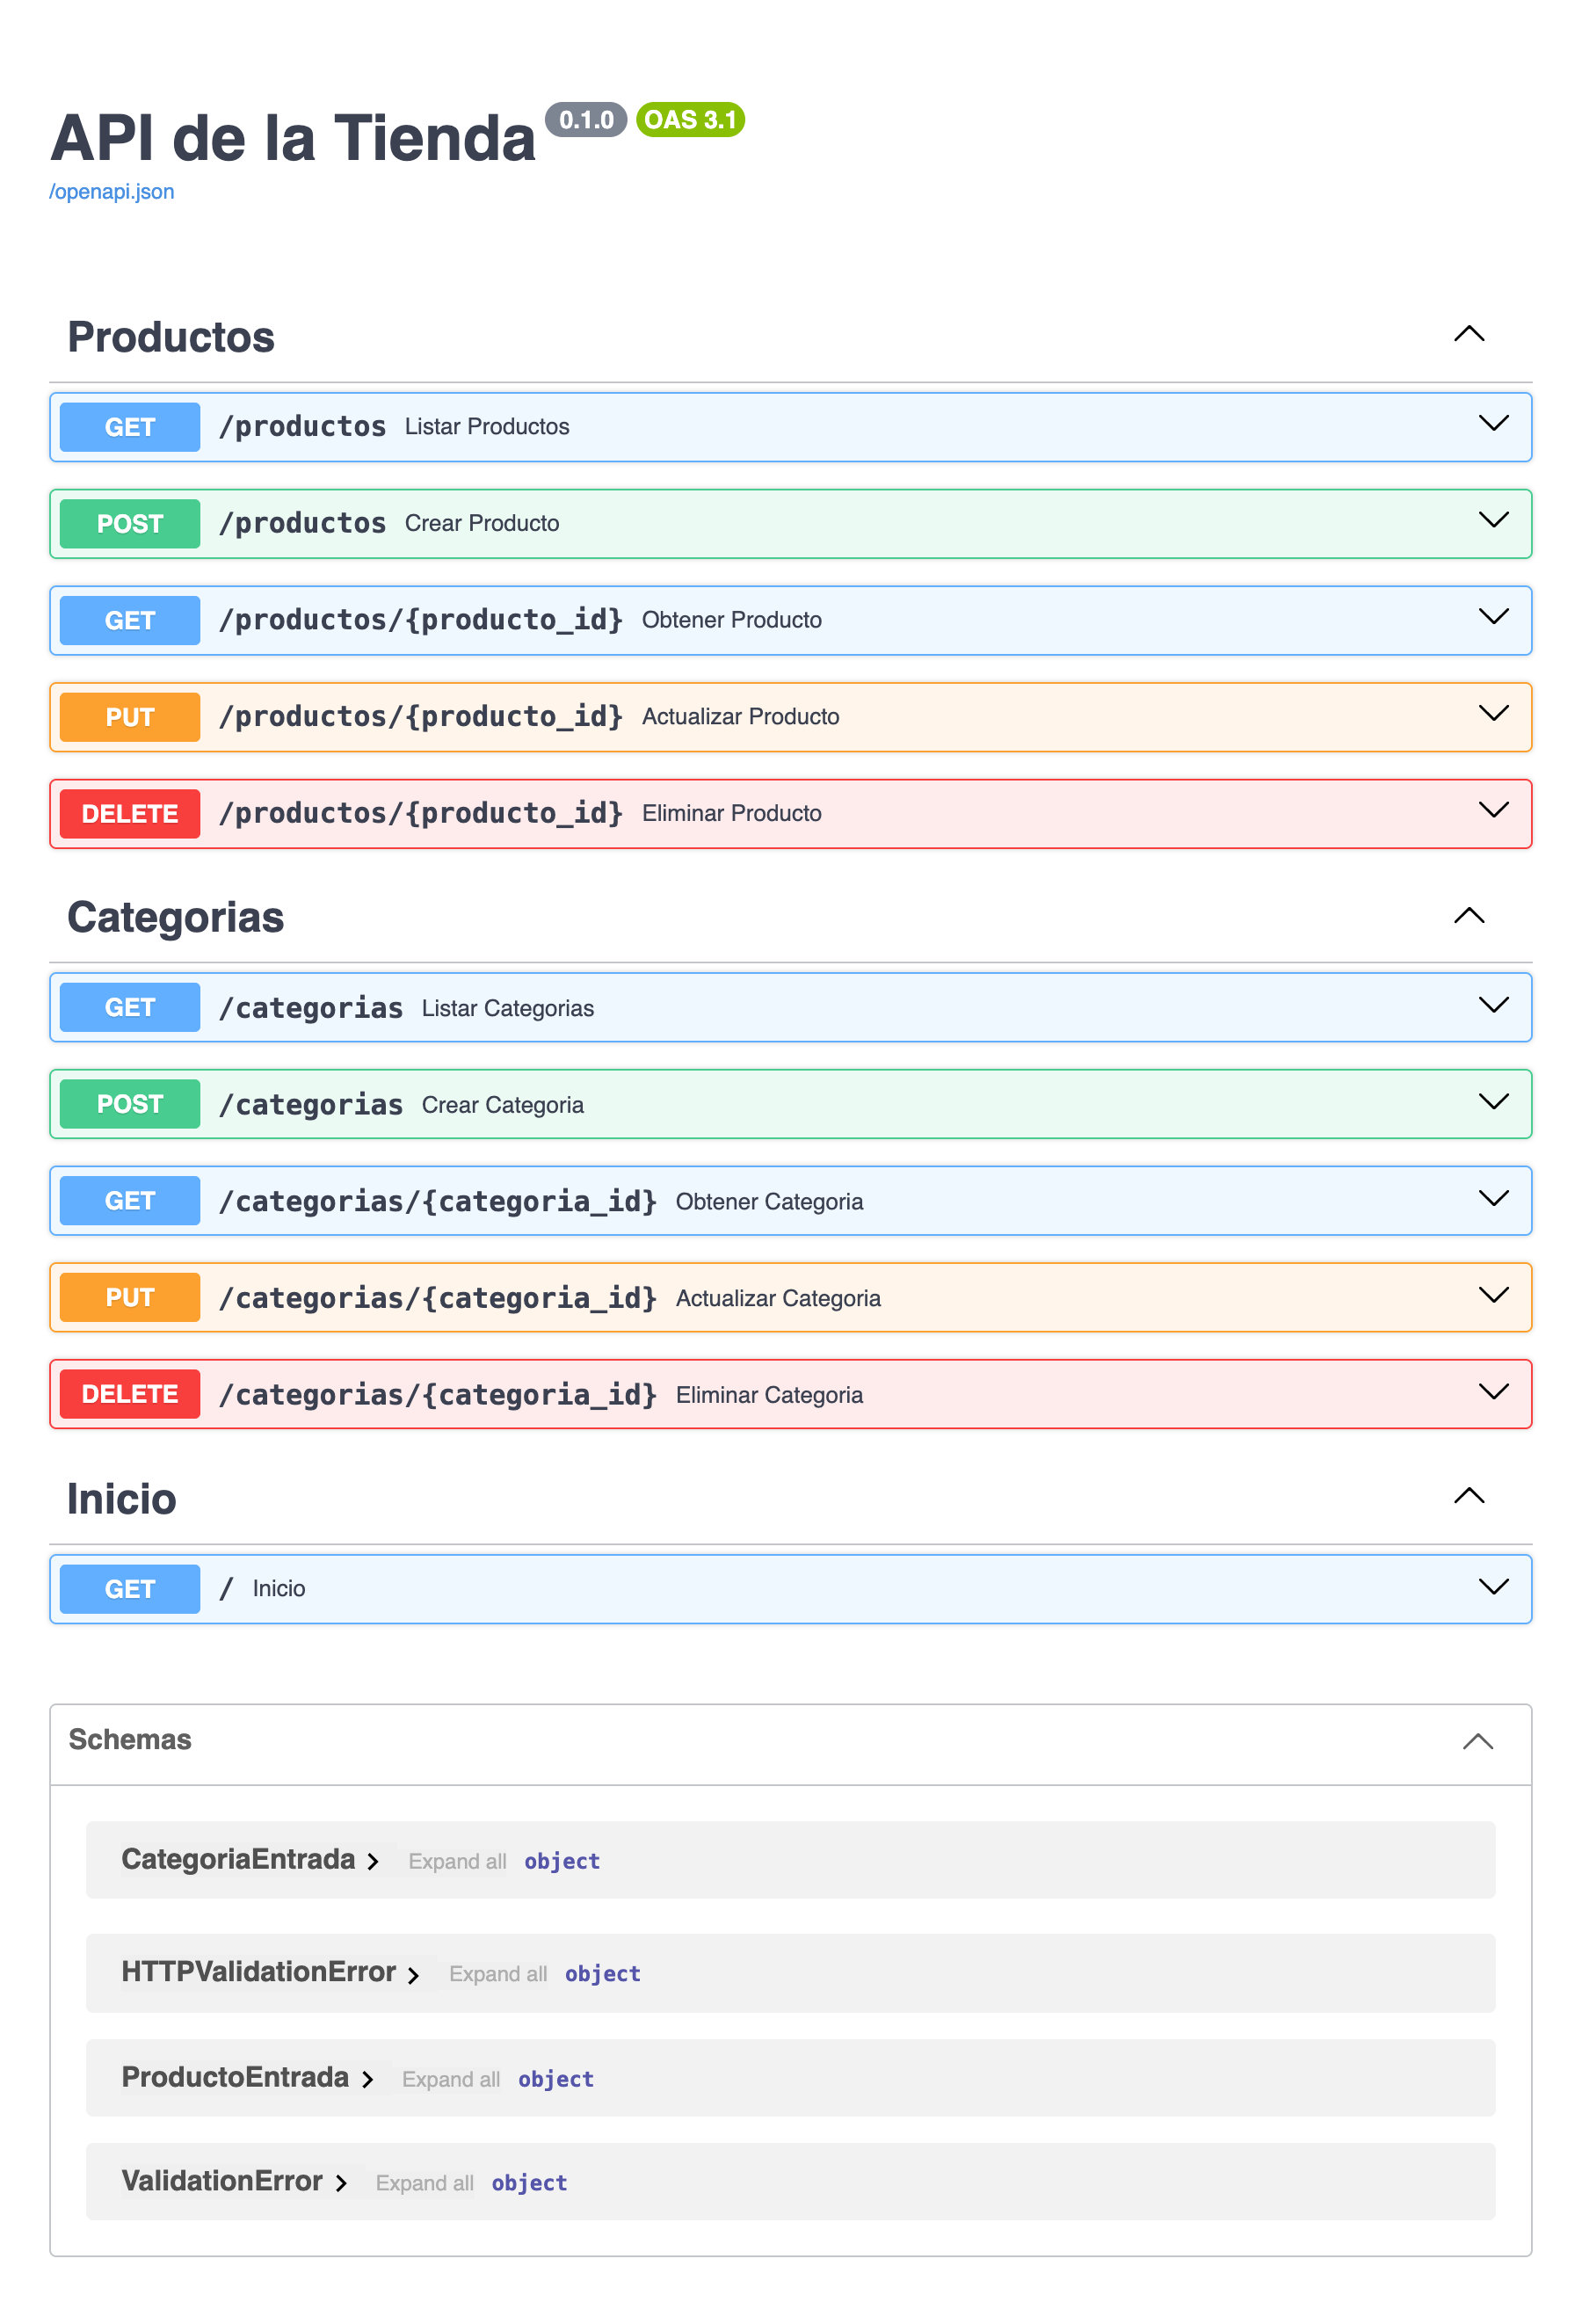 API de la Tienda 0.1.0 OAS 3.1
/openapi.json
Productos
GET /productos Listar Productos
POST /productos Crear Producto
GET /productos/{producto_id} Obtener Producto
PUT /productos/{producto_id} Actualizar Producto
DELETE /productos/{producto_id} Eliminar Producto
Categorias
GET /categorias Listar Categorias
POST /categorias Crear Categoria
GET /categorias/{categoria_id} Obtener Categoria
PUT /categorias/{categoria_id} Actualizar Categoria
DELETE /categorias/{categoria_id} Eliminar Categoria
Inicio
GET / Inicio
Schemas
CategoriaEntrada Expand all object
HTTPValidationError Expand all object
ProductoEntrada Expand all object
ValidationError Expand all object